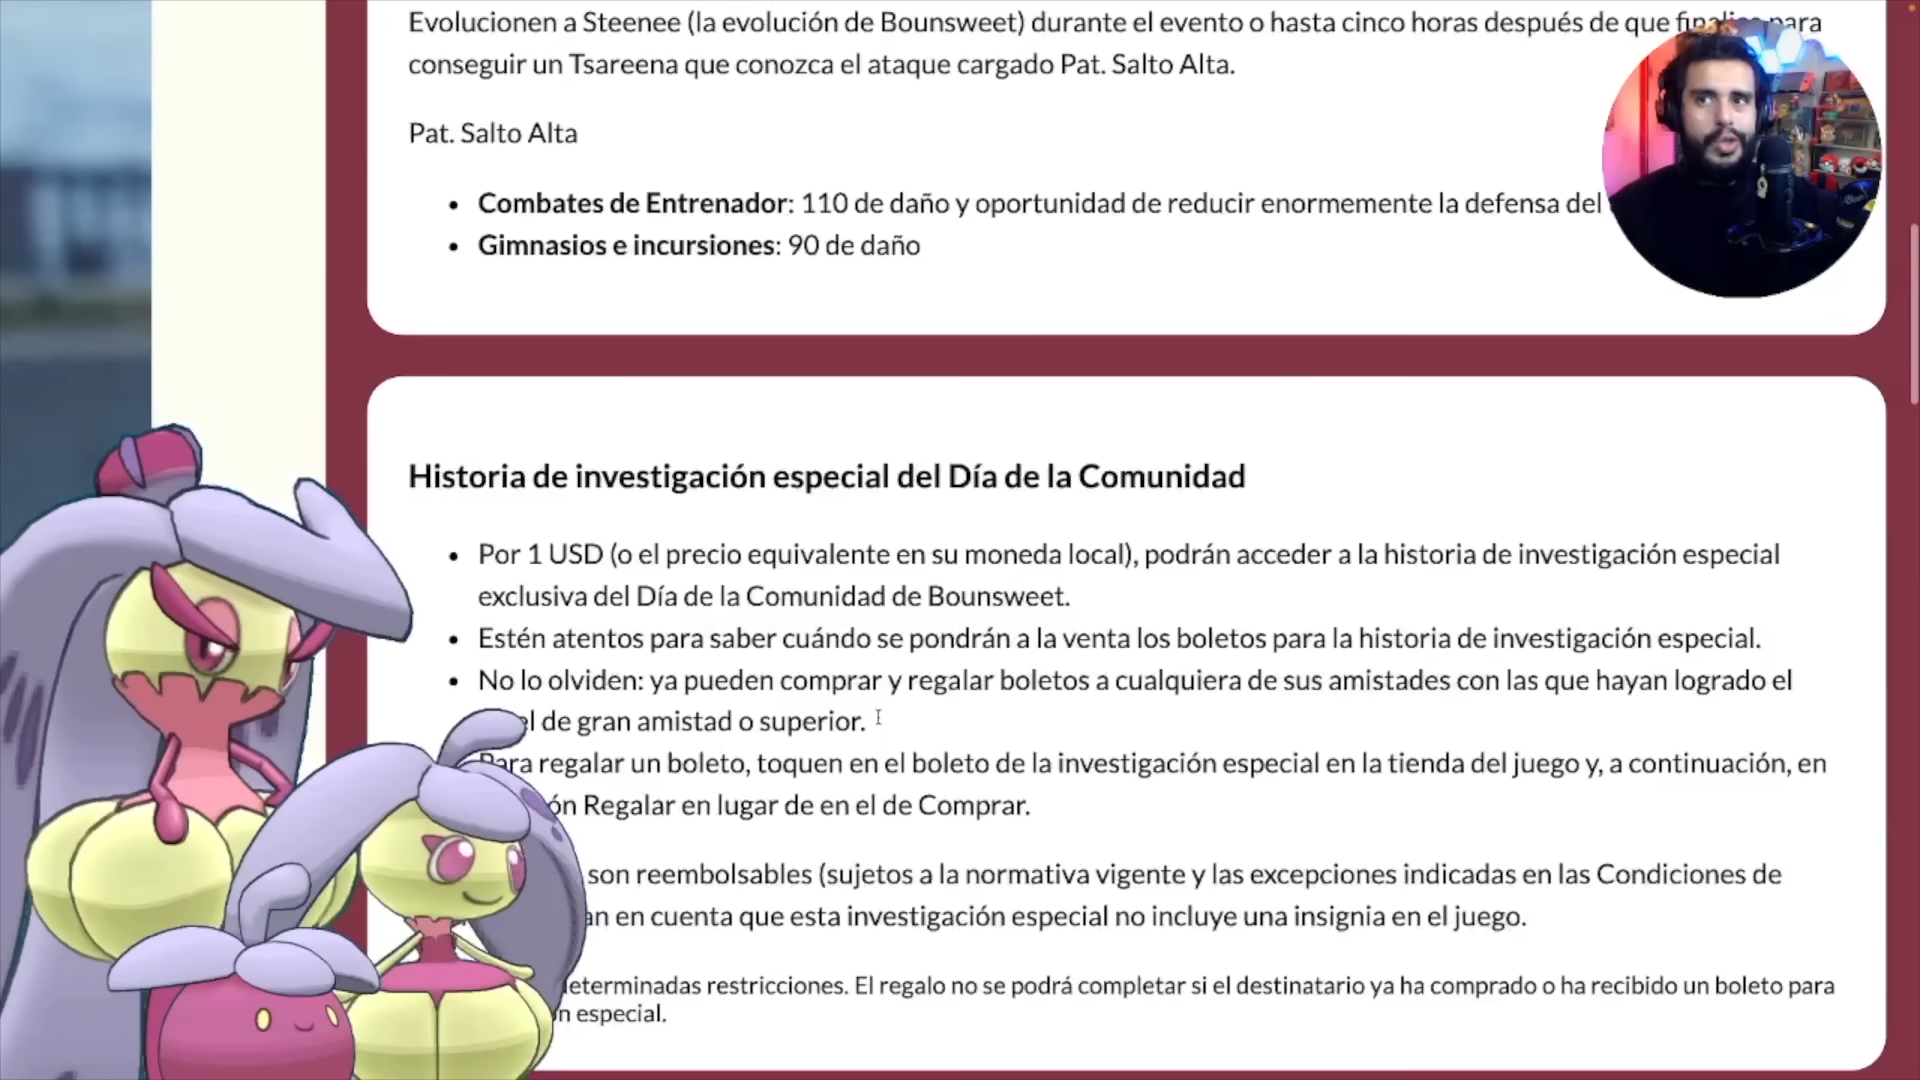 Evolucionen a Steenee (la evolución de Bounsweet) durante el evento o hasta cinco horas después de que finalice para
conseguir un Tsareena que conozca el ataque cargado Pat. Salto Alta.
Pat. Salto Alta
• Combates de Entrenador: 110 de daño y oportunidad de reducir enormemente la defensa del
• Gimnasios e incursiones: 90 de daño
Historia de investigación especial del Día de la Comunidad
• Por 1 USD (o el precio equivalente en su moneda local), podrán acceder a la historia de investigación especial
exclusiva del Día de la Comunidad de Bounsweet.
• Estén atentos para saber cuándo se pondrán a la venta los boletos para la historia de investigación especial.
• No lo olviden: ya pueden comprar y regalar boletos a cualquiera de sus amistades con las que hayan logrado el
de gran amistad o superior.
Para regalar un boleto, toquen en el boleto de la investigación especial en la tienda del juego y, a continuación, en
Regalar en lugar de en el de Comprar.
son reembolsables (sujetos a la normativa vigente y las excepciones indicadas en las Condiciones de
en cuenta que esta investigación especial no incluye una insignia en el juego.
determinadas restricciones. El regalo no se podrá completar si el destinatario ya ha comprado o ha recibido un boleto para
especial.